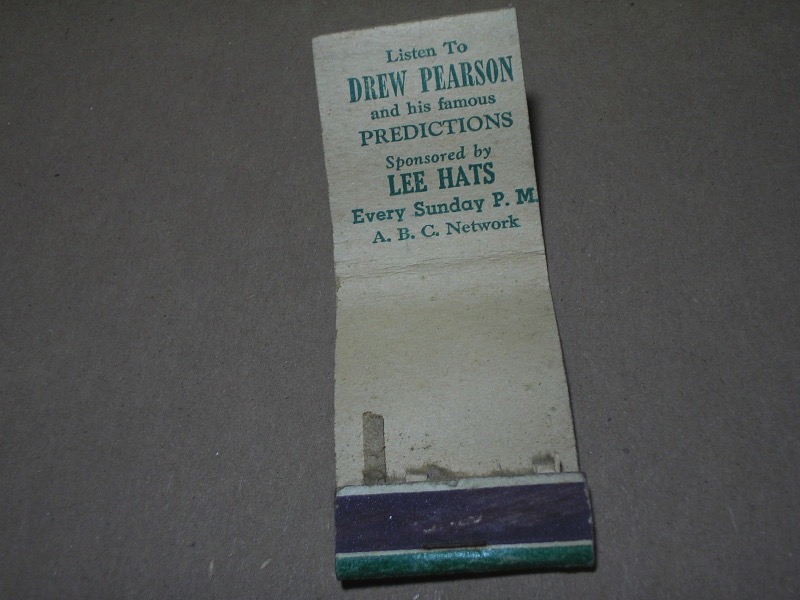 Listen To
DREW PEARSON
and his famous
PREDICTIONS
Sponsored by
LEE HATS
Every Sunday P. M.
A. B. C. Network